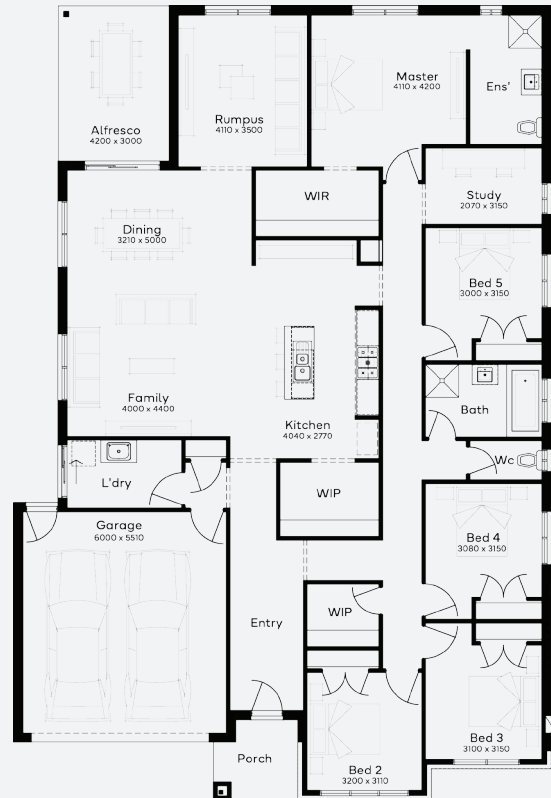 Master
4110 x 4200
Ens'
Rumpus
4110 x 3500
Alfresco
4200 x 3000
WIR
Study
2070 x 3150
Dining
3210 x 5000
Bed 5
3000 x 3150
Family
4000 x 4400
Kitchen
4040 x 2770
Bath
Wc
L'dry
WIP
Garage
6000 x 5510
Bed 4
3080 x 3150
WIP
Entry
Porch
Bed 2
3200 x 3110
Bed 3
3100 x 3150